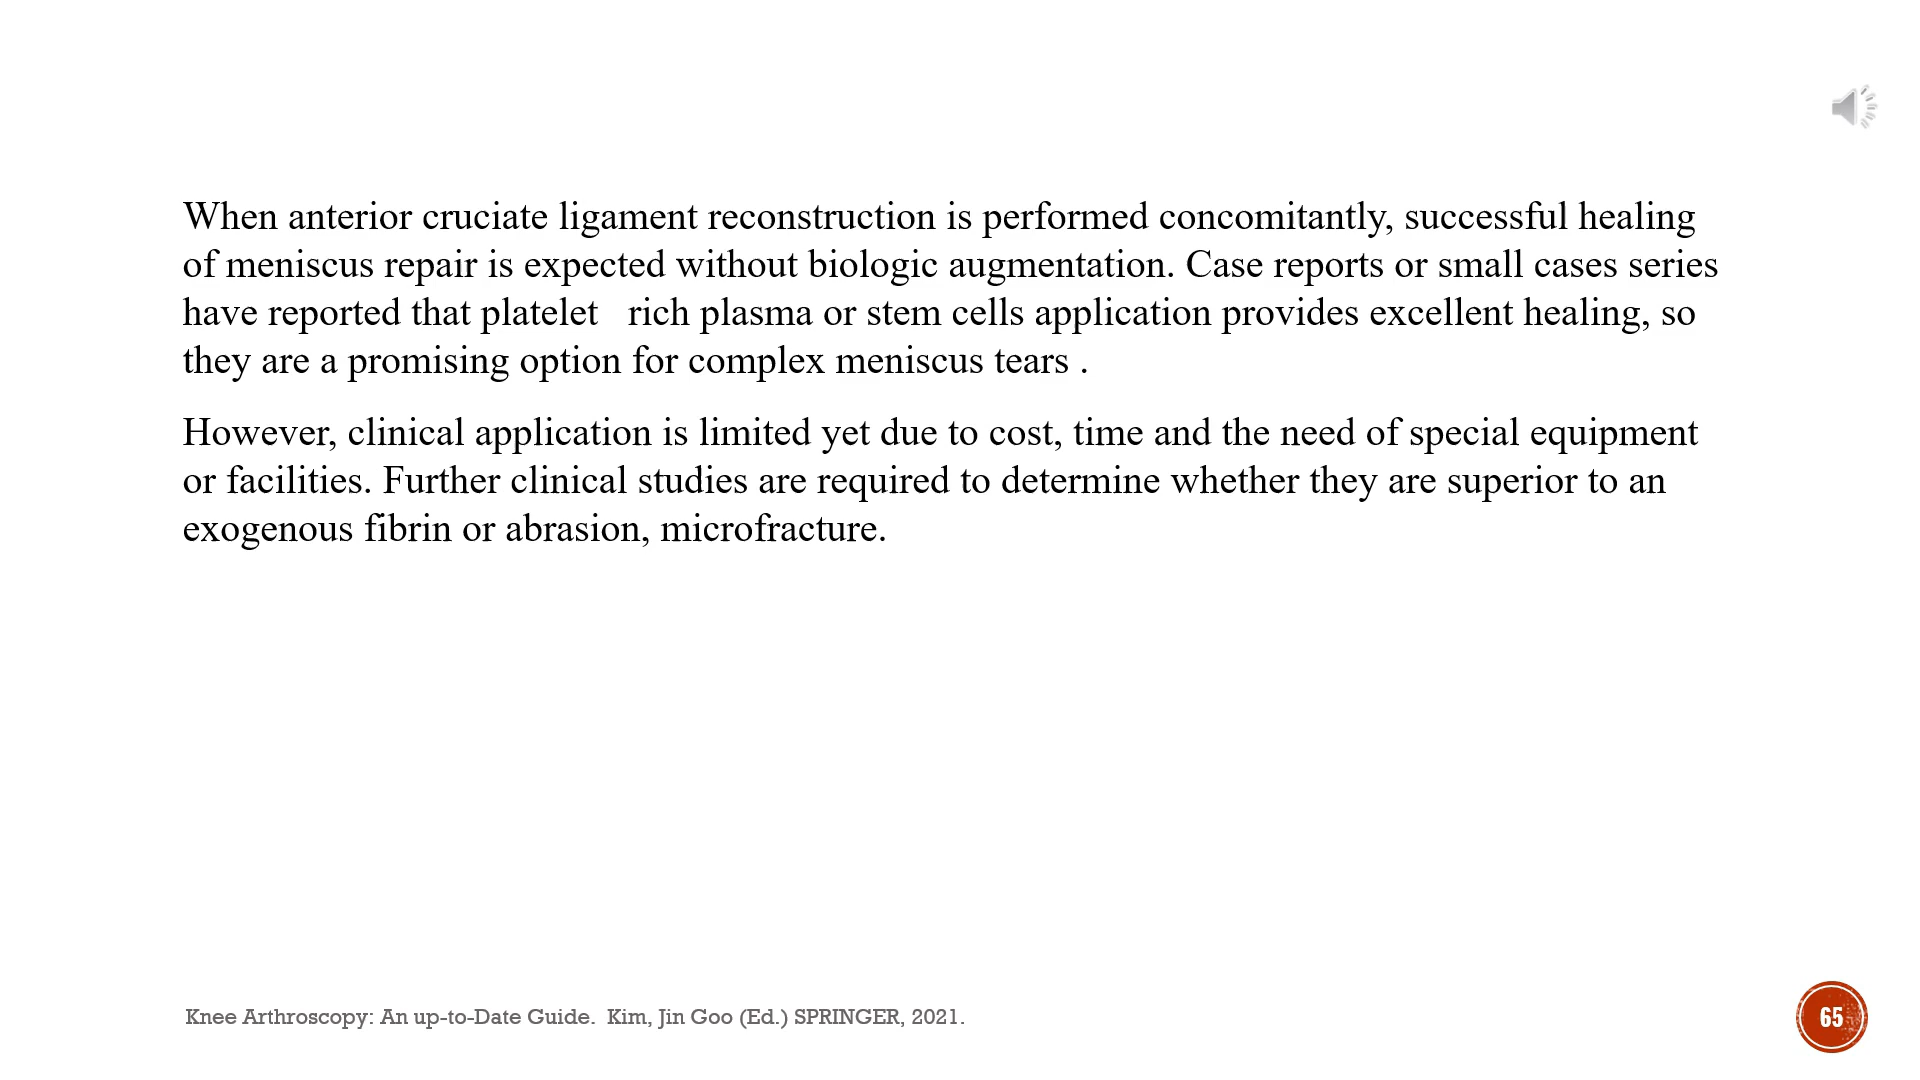 When anterior cruciate ligament reconstruction is performed concomitantly, successful healing
of meniscus repair is expected without biologic augmentation. Case reports or small cases series
have reported that platelet   rich plasma or stem cells application provides excellent healing, so
they are a promising option for complex meniscus tears .
However, clinical application is limited yet due to cost, time and the need of special equipment
or facilities. Further clinical studies are required to determine whether they are superior to an
exogenous fibrin or abrasion, microfracture.
Knee Arthroscopy: An up-to-Date Guide.  Kim, Jin Goo (Ed.) SPRINGER, 2021.
65